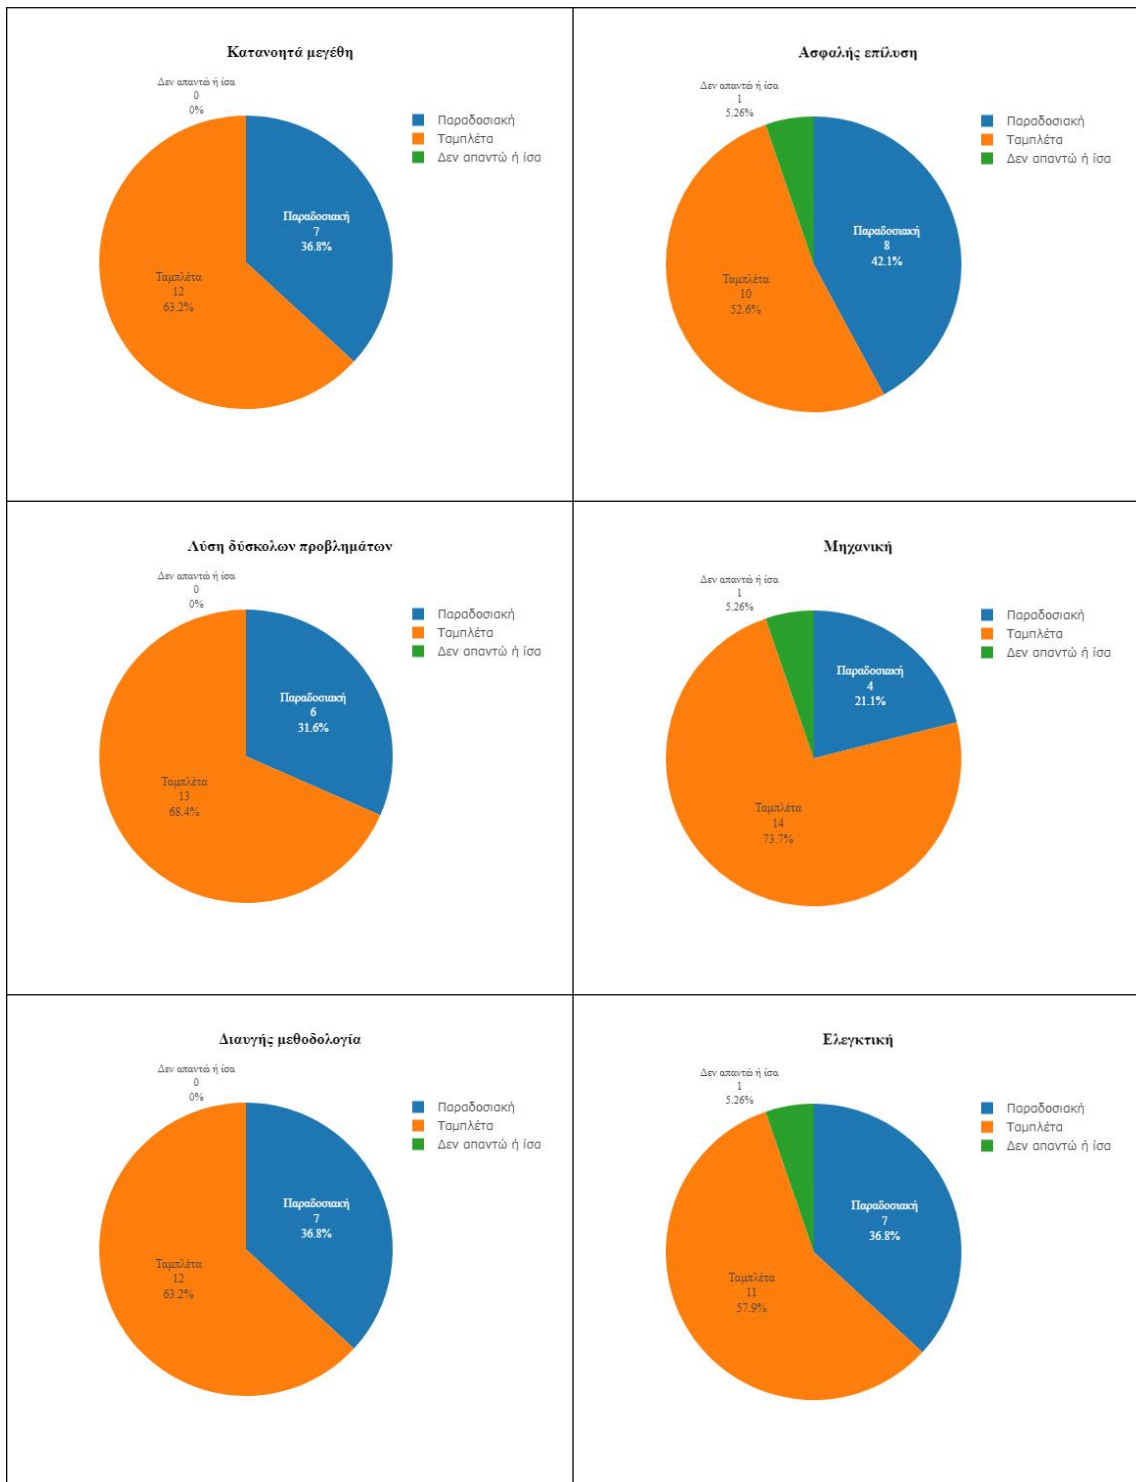 Κατανοητά μεγέθη
Δεν απαντώ ή ίσα
0
0%
Παραδοσιακή
Ταμπλέτα
Δεν απαντώ ή ίσα
Παραδοσιακή
7
36.8%
Ταμπλέτα
12
63.2%
Ασφαλής επίλυση
Δεν απαντώ ή ίσα
1
5.26%
Παραδοσιακή
Ταμπλέτα
Δεν απαντώ ή ίσα
Παραδοσιακή
8
42.1%
Ταμπλέτα
10
52.6%
Λύση δύσκολων προβλημάτων
Δεν απαντώ ή ίσα
0
0%
Παραδοσιακή
Ταμπλέτα
Δεν απαντώ ή ίσα
Παραδοσιακή
6
31.6%
Ταμπλέτα
13
68.4%
Μηχανική
Δεν απαντώ ή ίσα
1
5.26%
Παραδοσιακή
Ταμπλέτα
Δεν απαντώ ή ίσα
Παραδοσιακή
4
21.1%
Ταμπλέτα
14
73.7%
Διαυγής μεθοδολογία
Δεν απαντώ ή ίσα
0
0%
Παραδοσιακή
Ταμπλέτα
Δεν απαντώ ή ίσα
Παραδοσιακή
7
36.8%
Ταμπλέτα
12
63.2%
Ελεγκτική
Δεν απαντώ ή ίσα
1
5.26%
Παραδοσιακή
Ταμπλέτα
Δεν απαντώ ή ίσα
Παραδοσιακή
7
36.8%
Ταμπλέτα
11
57.9%